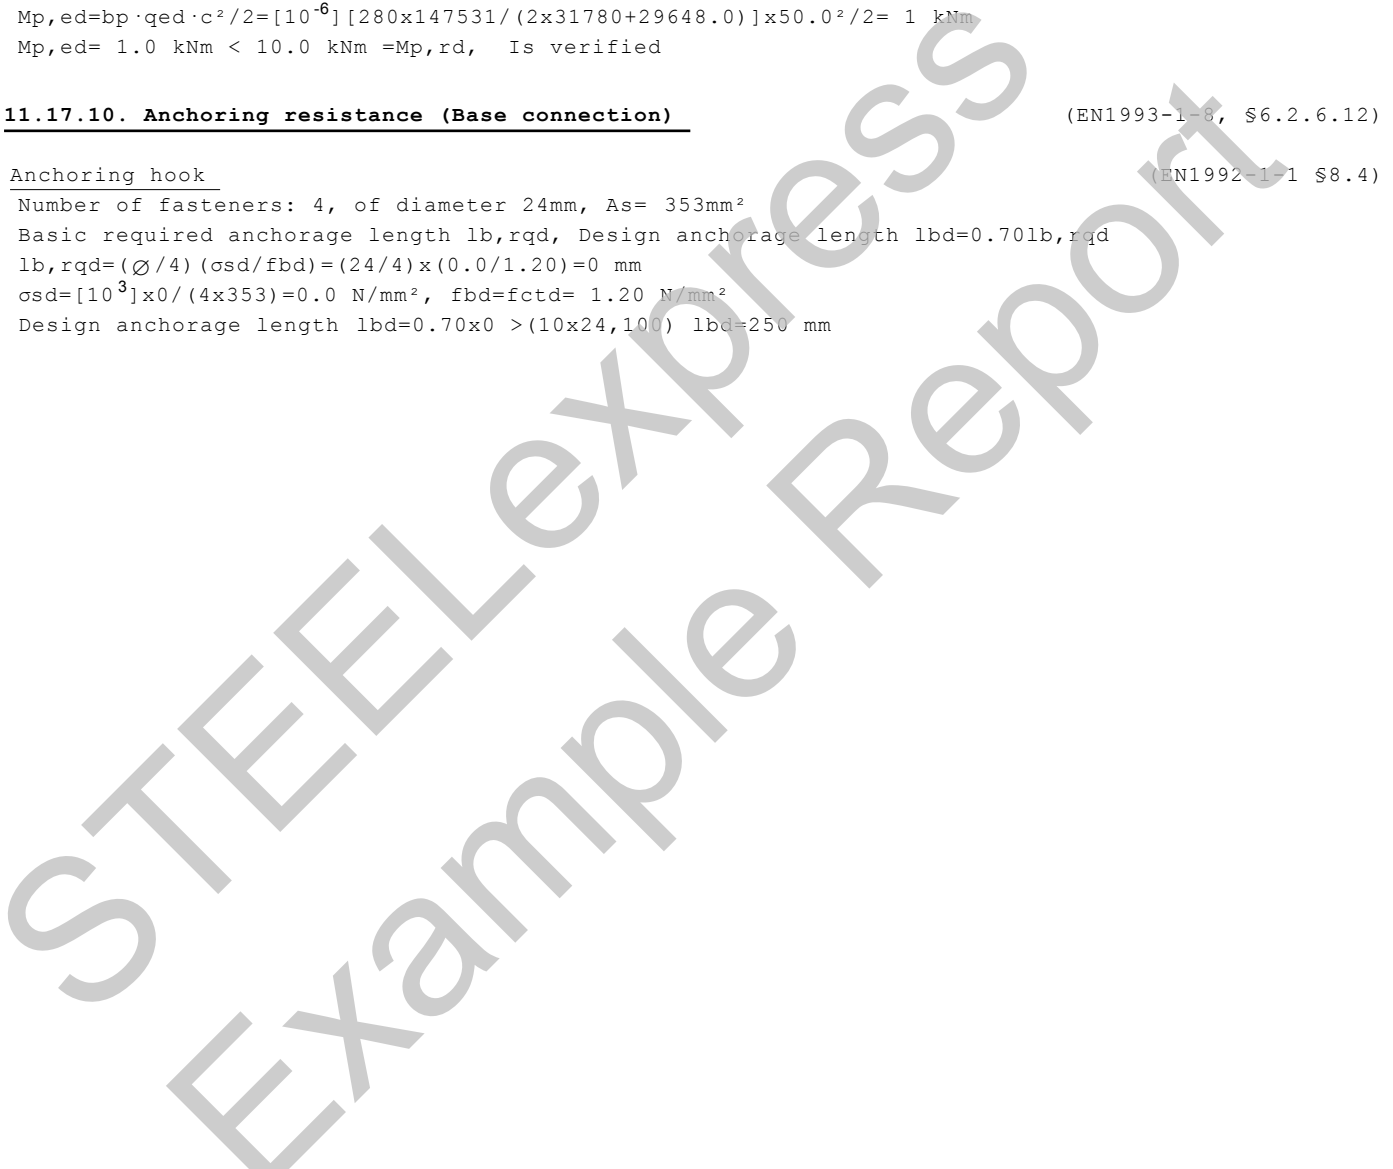 Mp,ed=bp·qed·c²/2=[10⁻⁶][280x147531/(2x31780+29648.0)]x50.0²/2= 1 kNm
Mp,ed= 1.0 kNm < 10.0 kNm =Mp,rd,  Is verified
11.17.10. Anchoring resistance (Base connection) (EN1993-1-8, §6.2.6.12)
Anchoring hook (EN1992-1-1 §8.4)
Number of fasteners: 4, of diameter 24mm, As= 353mm²
Basic required anchorage length lb,rqd, Design anchorage length lbd=0.70lb,rqd
lb,rqd=(∅/4)(σsd/fbd)=(24/4)x(0.0/1.20)=0 mm
σsd=[10³]x0/(4x353)=0.0 N/mm², fbd=fctd= 1.20 N/mm²
Design anchorage length lbd=0.70x0 >(10x24,100) lbd=250 mm
STEELexpress
Example Report